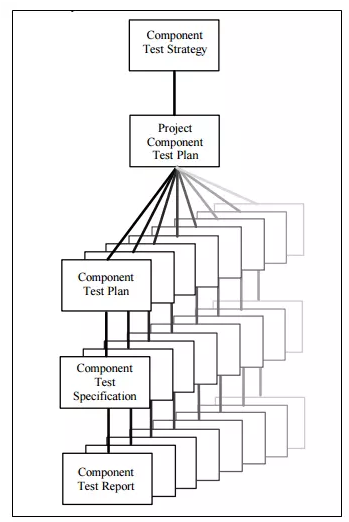 Component
Test Strategy
Project
Component
Test Plan
Component
Test Plan
Component
Test
Specification
Component
Test Report